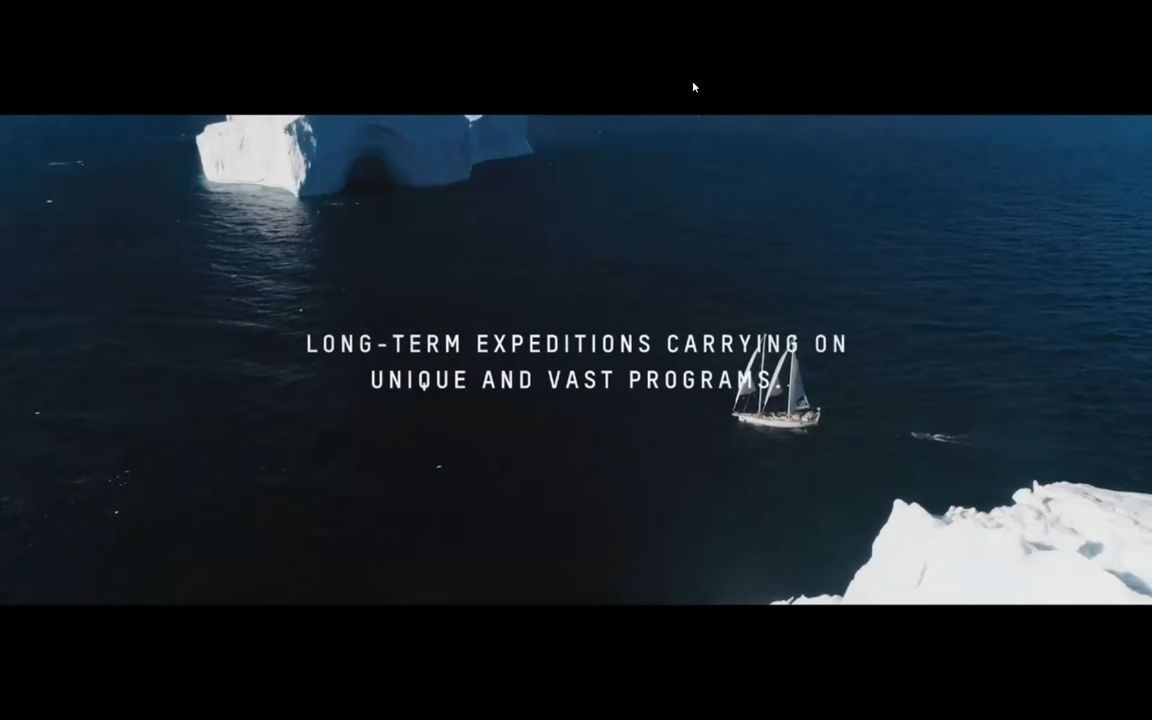 LONG-TERM EXPEDITIONS CARRYING ON
UNIQUE AND VAST PROGRAMS..